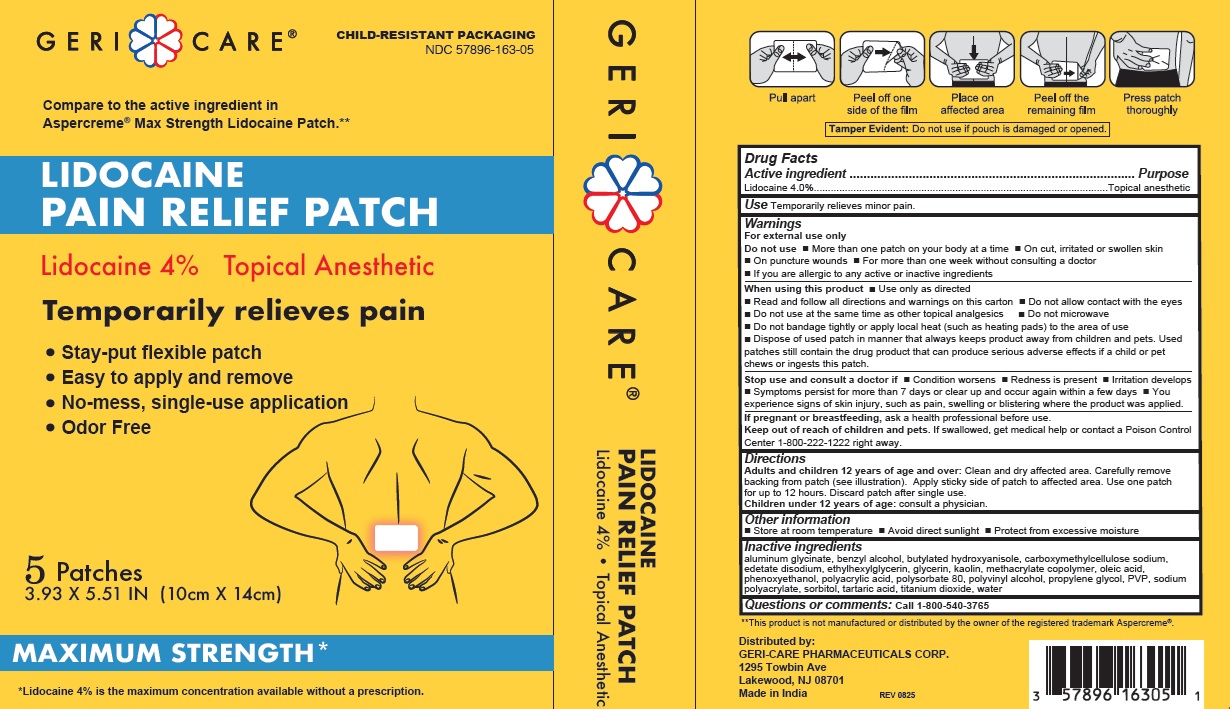 GERI CARE®
CHILD-RESISTANT PACKAGING
NDC 57896-163-05
Compare to the active ingredient in
Aspercreme® Max Strength Lidocaine Patch.**
LIDOCAINE
PAIN RELIEF PATCH
Lidocaine 4% Topical Anesthetic
Temporarily relieves pain
• Stay-put flexible patch
• Easy to apply and remove
• No-mess, single-use application
• Odor Free
5 Patches
3.93 X 5.51 IN (10cm X 14cm)
MAXIMUM STRENGTH*
*Lidocaine 4% is the maximum concentration available without a prescription.
GERI CARE®
LIDOCAINE
PAIN RELIEF PATCH
Lidocaine 4% • Topical Anesthetic
Pull apart
Peel off one
side of the film
Place on
affected area
Peel off the
remaining film
Press patch
thoroughly
Tamper Evident: Do not use if pouch is damaged or opened.
Drug Facts
Active ingredient ........ Purpose
Lidocaine 4.0%........Topical anesthetic
Use Temporarily relieves minor pain.
Warnings
For external use only
Do not use ■ More than one patch on your body at a time ■ On cut, irritated or swollen skin
■ On puncture wounds ■ For more than one week without consulting a doctor
■ If you are allergic to any active or inactive ingredients
When using this product ■ Use only as directed
■ Read and follow all directions and warnings on this carton ■ Do not allow contact with the eyes
■ Do not use at the same time as other topical analgesics ■ Do not microwave
■ Do not bandage tightly or apply local heat (such as heating pads) to the area of use
■ Dispose of used patch in manner that always keeps product away from children and pets. Used
patches still contain the drug product that can produce serious adverse effects if a child or pet
chews or ingests this patch.
Stop use and consult a doctor if ■ Condition worsens ■ Redness is present ■ Irritation develops
■ Symptoms persist for more than 7 days or clear up and occur again within a few days ■ You
experience signs of skin injury, such as pain, swelling or blistering where the product was applied.
If pregnant or breastfeeding, ask a health professional before use.
Keep out of reach of children and pets. If swallowed, get medical help or contact a Poison Control
Center 1-800-222-1222 right away.
Directions
Adults and children 12 years of age and over: Clean and dry affected area. Carefully remove
backing from patch (see illustration). Apply sticky side of patch to affected area. Use one patch
for up to 12 hours. Discard patch after single use.
Children under 12 years of age: consult a physician.
Other information
■ Store at room temperature ■ Avoid direct sunlight ■ Protect from excessive moisture
Inactive ingredients
aluminum glycinate, benzyl alcohol, butylated hydroxyanisole, carboxymethylcellulose sodium,
edetate disodium, ethylhexylglycerin, glycerin, kaolin, methacrylate copolymer, oleic acid,
phenoxyethanol, polyacrylic acid, polysorbate 80, polyvinyl alcohol, propylene glycol, PVP, sodium
polyacrylate, sorbitol, tartaric acid, titanium dioxide, water
Questions or comments: Call 1-800-540-3765
**This product is not manufactured or distributed by the owner of the registered trademark Aspercreme®.
Distributed by:
GERI-CARE PHARMACEUTICALS CORP.
1295 Towbin Ave
Lakewood, NJ 08701
Made in India REV 0825
3 57896 16305 1